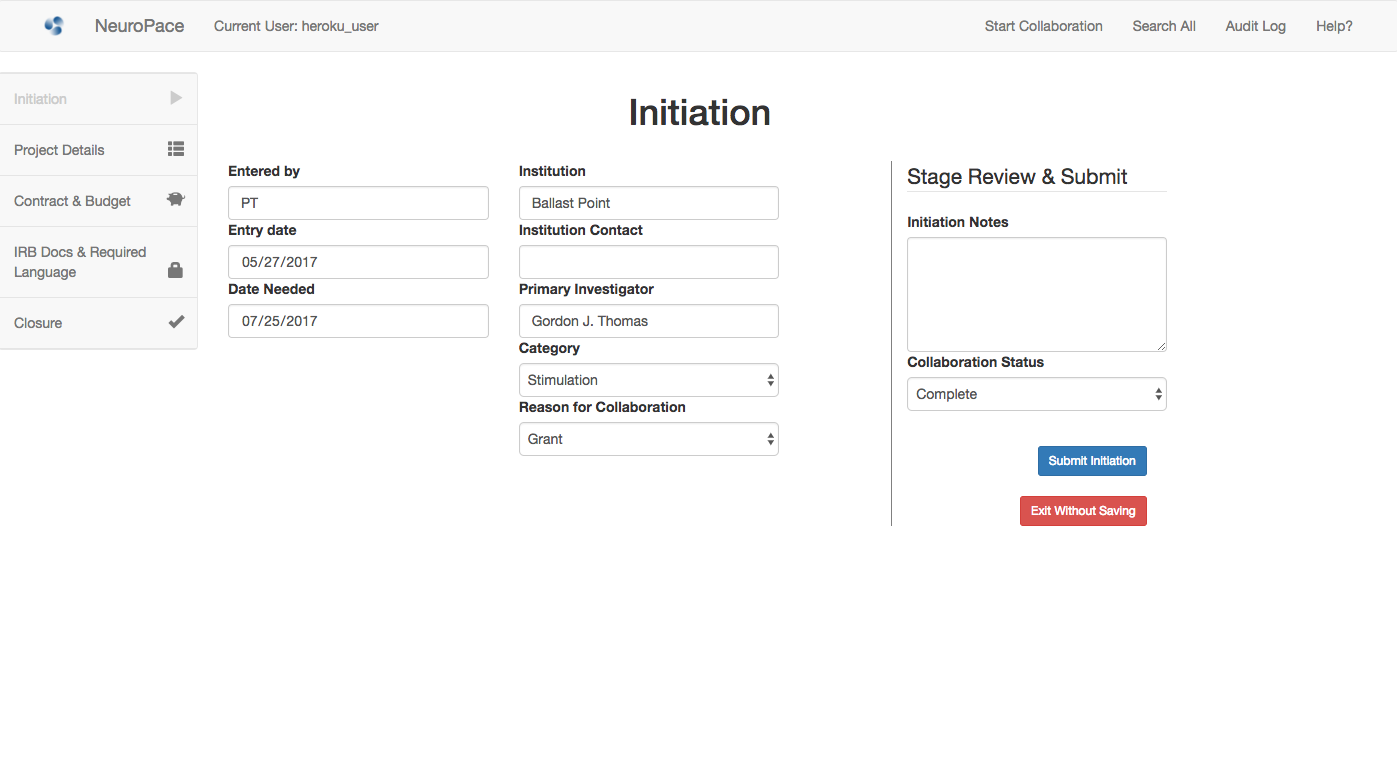 NeuroPace
Current User: heroku_user
Start Collaboration
Search All
Audit Log
Help?
Initiation
Project Details
Contract & Budget
IRB Docs & Required
Language
Closure
Initiation
Entered by
PT
Entry date
05/27/2017
Date Needed
07/25/2017
Institution
Ballast Point
Institution Contact
Primary Investigator
Gordon J. Thomas
Category
Stimulation
Reason for Collaboration
Grant
Stage Review & Submit
Initiation Notes
Collaboration Status
Complete
Submit Initiation
Exit Without Saving